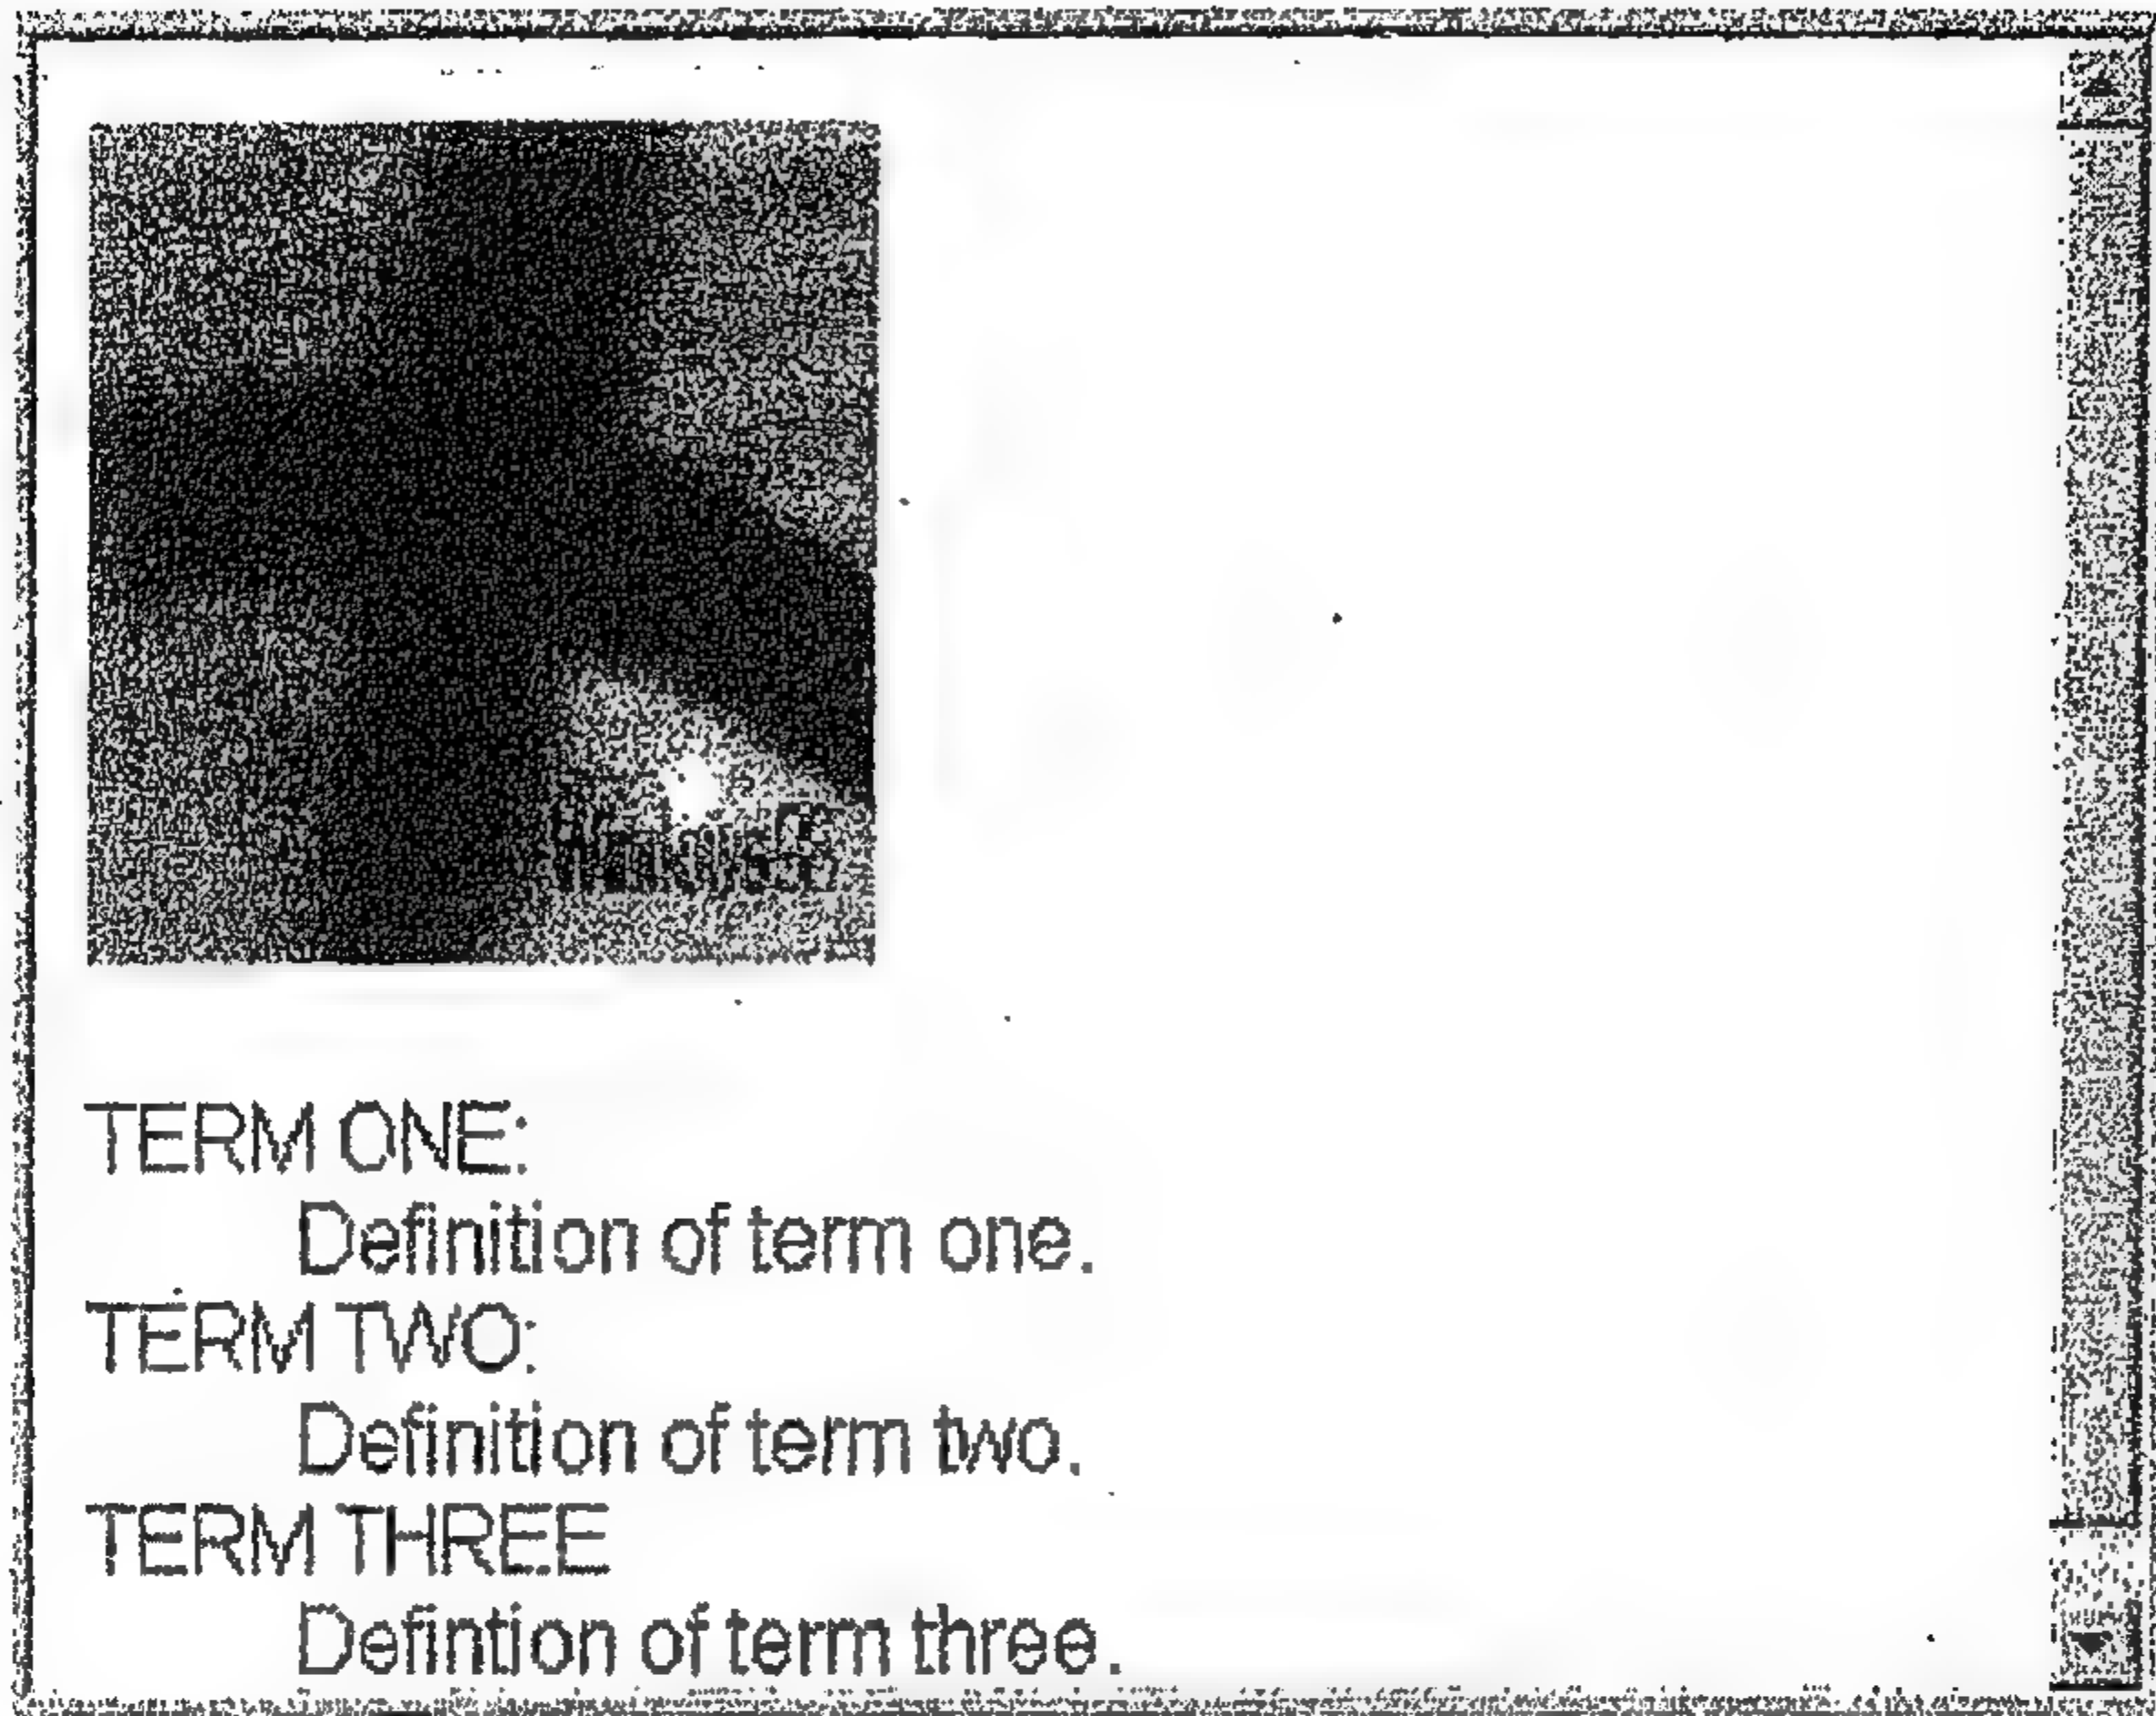 TERM ONE:
Definition of term one.
TERM TWO:
Definition of term two.
TERM THREE
Defintion of term three.